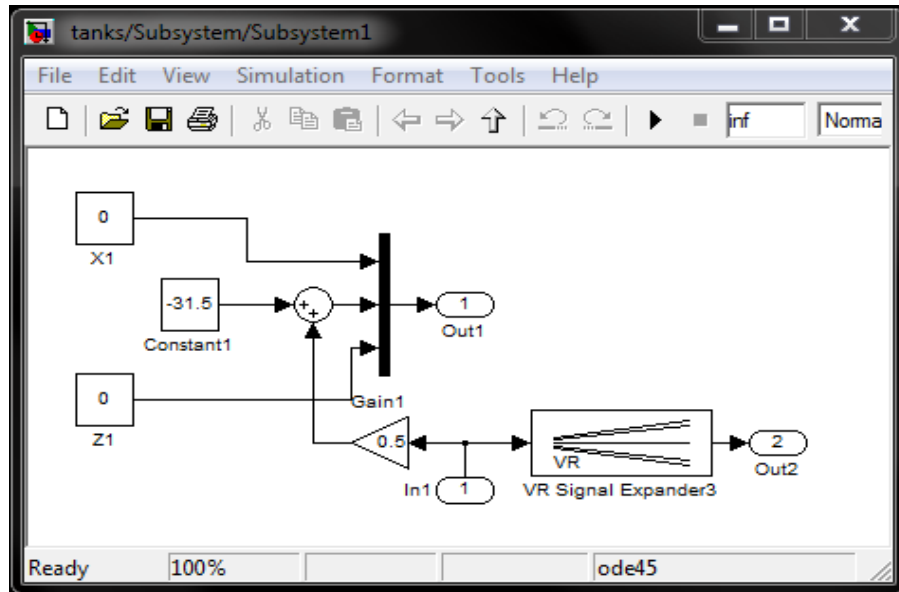 tanks/Subsystem/Subsystem1
File Edit View Simulation Format Tools Help
inf Norma
0
X1
-31.5
Constant1
+
+
1
Out1
0
Z1
Gain1
0.5
In1 1
VR
VR Signal Expander3
2
Out2
Ready 100% ode45